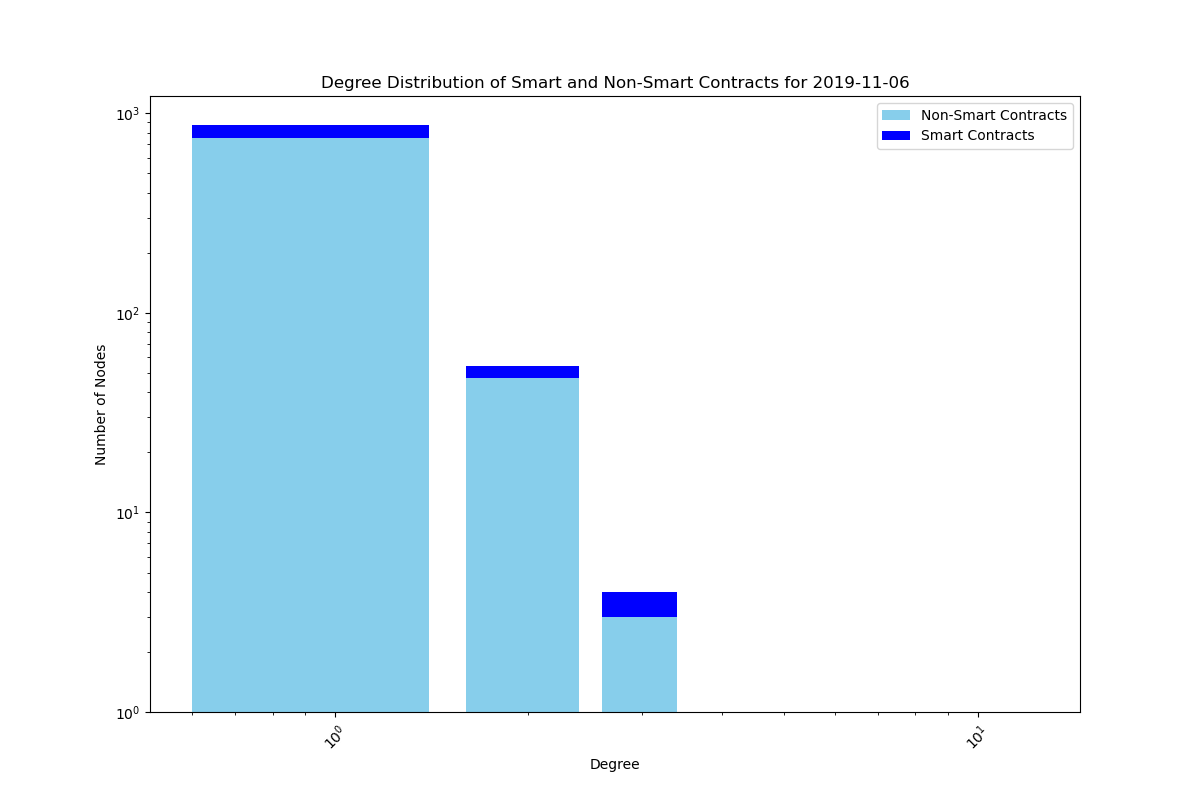 Degree Distribution of Smart and Non-Smart Contracts for 2019-11-06
Non-Smart Contracts
Smart Contracts
Number of Nodes
10³
10²
10¹
10⁰
10⁰
10¹
Degree